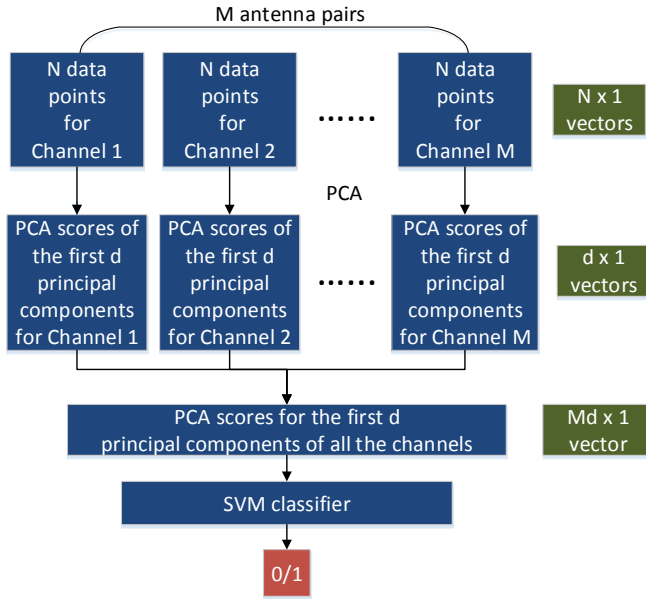 M antenna pairs
N data
points
for
Channel 1
N data
points
for
Channel 2
......
N data
points
for
Channel M
N x 1
vectors
PCA
PCA scores of
the first d
principal
components
for Channel 1
PCA scores of
the first d
principal
components
for Channel 2
......
PCA scores of
the first d
principal
components
for Channel M
d x 1
vectors
PCA scores for the first d
principal components of all the channels
Md x 1
vector
SVM classifier
0/1